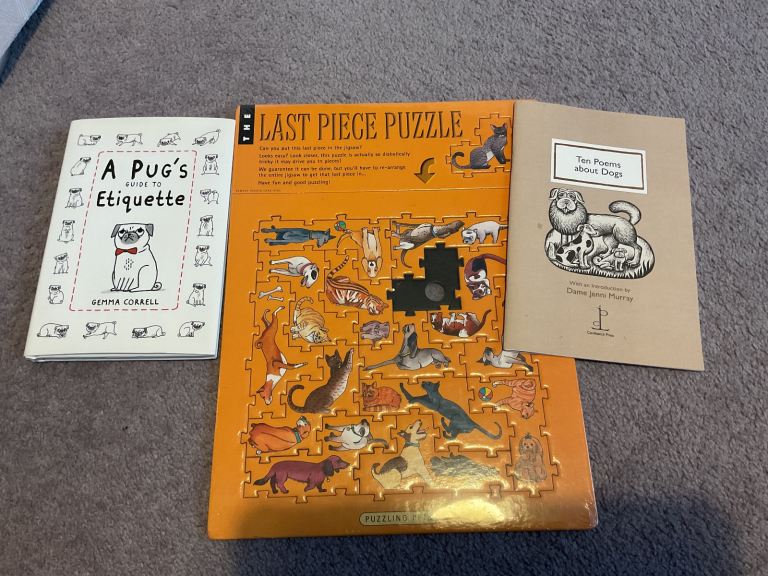 A Pug's
GUIDE TO
Etiquette
GEMMA CORRELL
THE
LAST PIECE PUZZLE
Can you put this last piece in the jigsaw?
Looks easy? Look closer, this puzzle is actually so diabolically
tricky it may drive you to pieces!
We guarantee it can be done, but you'll have to re-arrange
the entire jigsaw to get that last piece in...
Have fun and good puzzling!
PUZZLING
Ten Poems
about Dogs
With an Introduction by
Dame Jenni Murray
Candlestick Press